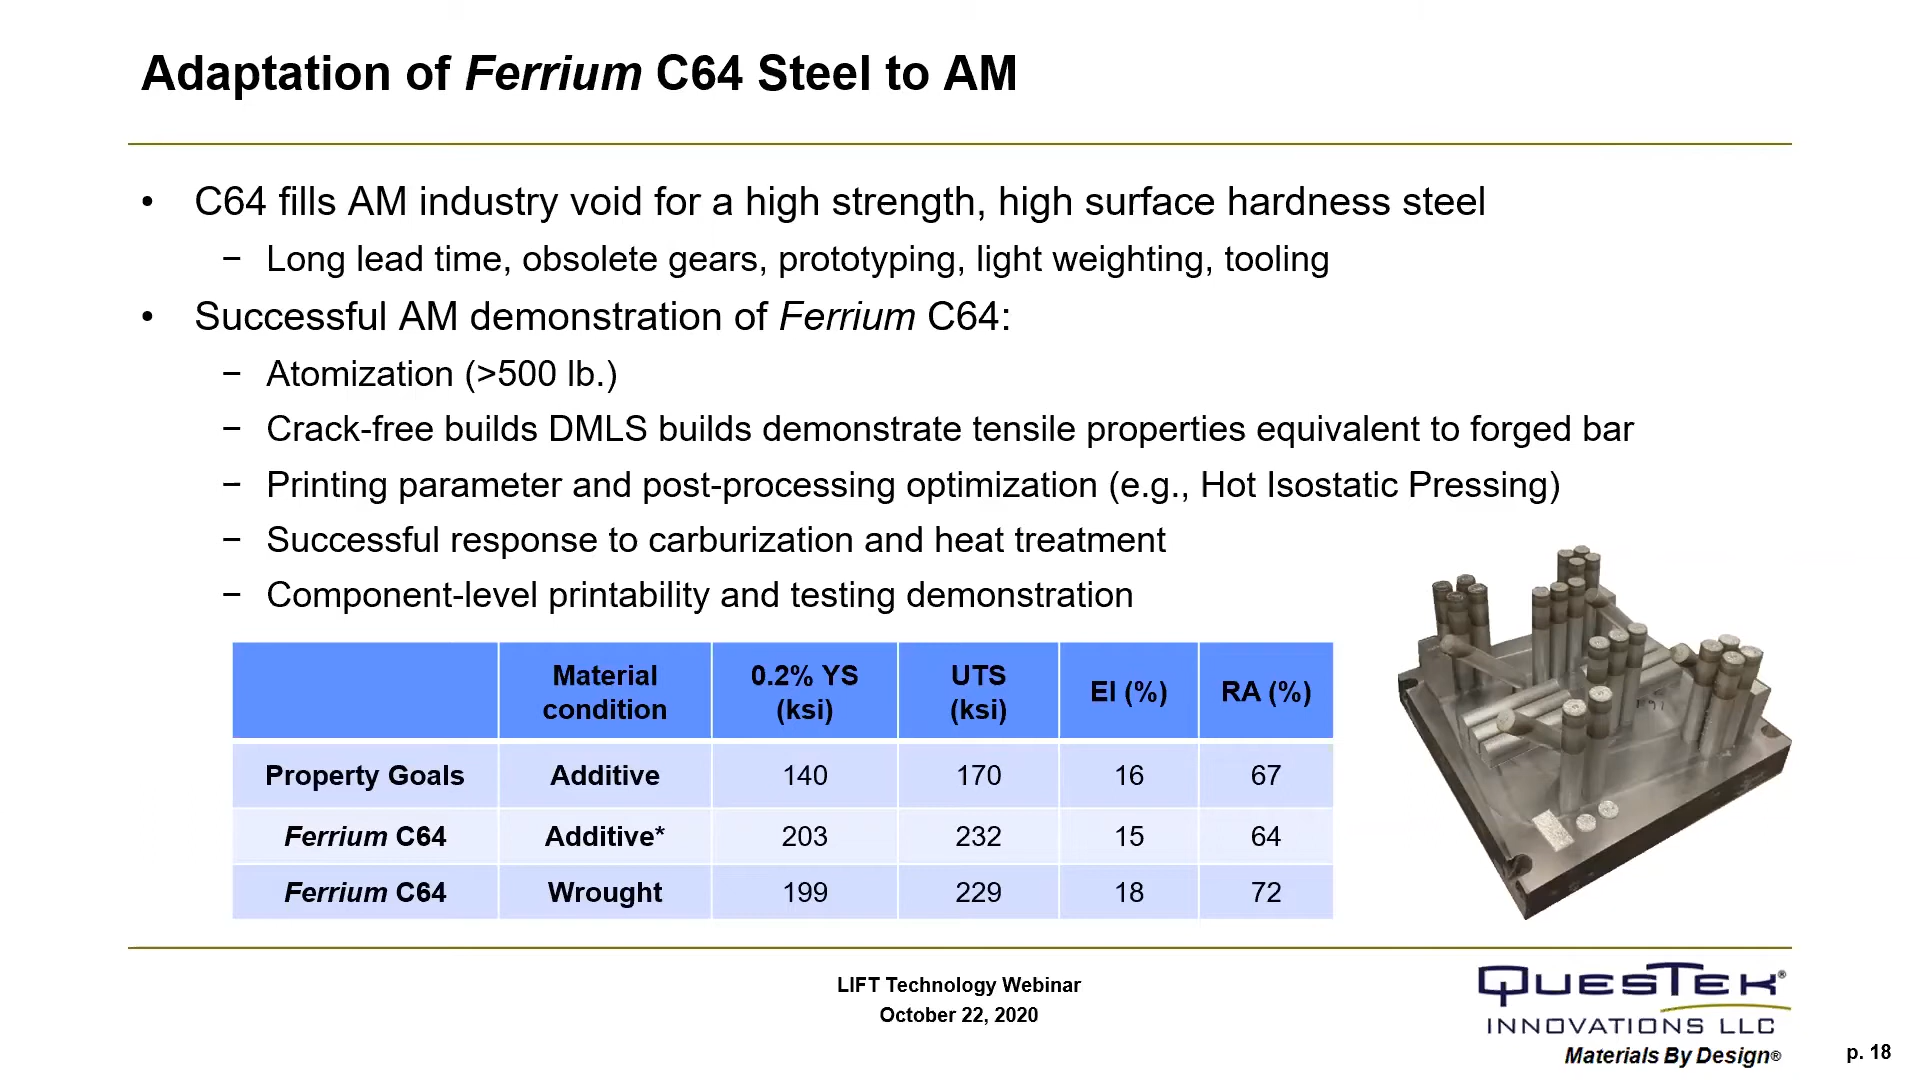 Adaptation of Ferrium C64 Steel to AM
• C64 fills AM industry void for a high strength, high surface hardness steel
− Long lead time, obsolete gears, prototyping, light weighting, tooling
• Successful AM demonstration of Ferrium C64:
− Atomization (>500 lb.)
− Crack-free builds DMLS builds demonstrate tensile properties equivalent to forged bar
− Printing parameter and post-processing optimization (e.g., Hot Isostatic Pressing)
− Successful response to carburization and heat treatment
− Component-level printability and testing demonstration
Material condition 0.2% YS (ksi) UTS (ksi) El (%) RA (%)
Property Goals Additive 140 170 16 67
Ferrium C64 Additive* 203 232 15 64
Ferrium C64 Wrought 199 229 18 72
LIFT Technology Webinar
October 22, 2020
QUESTEK®
INNOVATIONS LLC
Materials By Design®
p. 18